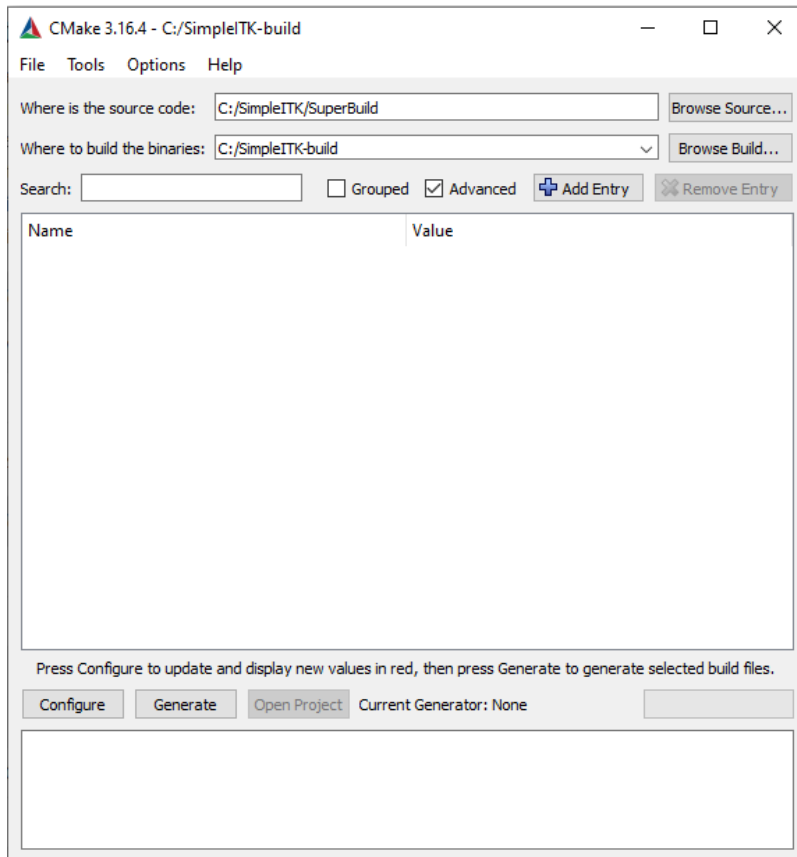 CMake 3.16.4 - C:/SimpleITK-build
File Tools Options Help
Where is the source code: C:/SimpleITK/SuperBuild Browse Source...
Where to build the binaries: C:/SimpleITK-build Browse Build...
Search: Grouped Advanced Add Entry Remove Entry
Name Value
Press Configure to update and display new values in red, then press Generate to generate selected build files.
Configure Generate Open Project Current Generator: None